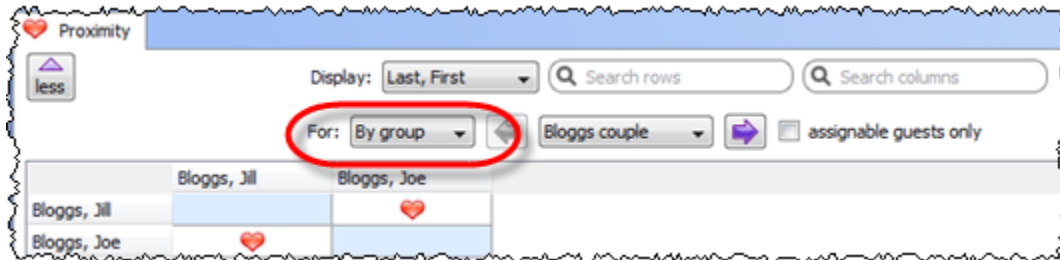 Proximity
less
Display: Last, First Search rows Search columns
For: By group Bloggs couple assignable guests only
Bloggs, Jill Bloggs, Joe
Bloggs, Jill
Bloggs, Joe